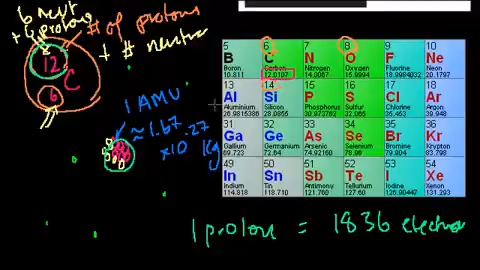 6 neut
+ 6 protons
# of protons
+ # neutro
12
C
6
1 AMU
≈ 1.67
×10 -27
kg
5 6 7 8 9 10
B C N O F Ne
Boron Carbon Nitrogen Oxygen Fluorine Neon
10.811 12.0107 14.0067 15.9994 18.9984032 20.1797
13 14 15 16 17 18
Al Si P S Cl Ar
Aluminium Silicon Phosphorus Sulfur Chlorine Argon
26.9815386 28.0855 30.973762 32.065 35.453 39.948
31 32 33 34 35 36
Ga Ge As Se Br Kr
Gallium Germanium Arsenic Selenium Bromine Krypton
69.723 72.64 74.92160 78.96 79.904 83.798
49 50 51 52 53 54
In Sn Sb Te I Xe
Indium Tin Antimony Tellurium Iodine Xenon
114.818 118.710 121.760 127.60 126.90447 131.293
1 proton = 1836 electron